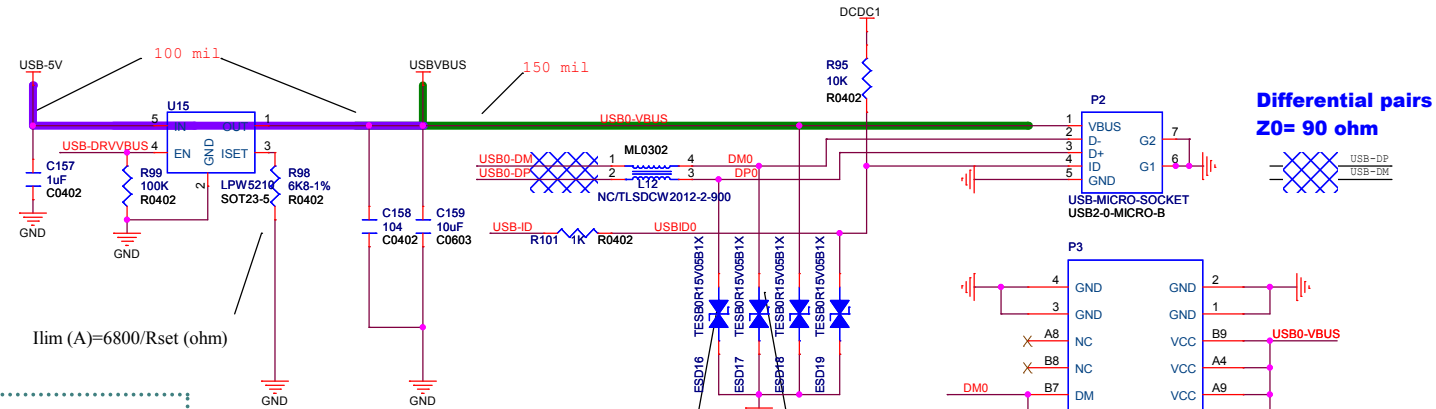 DCDC1
100 mil
USB-5V
USBVBUS
150 mil
R95
10K
R0402
P2
Differential pairs
Z0= 90 ohm
U15
5 IN OUT 1
USB0-VBUS
1 VBUS
2 D-
3 D+
4 ID
5 GND
G2 7
G1 6
USB-DRVVBUS 4 EN ISET 3
GND
2
C157
1uF
C0402
R99
100K
R0402
LPW5210
SOT23-5
R98
6K8-1%
R0402
ML0302
USB0-DM 1 4 DM0
USB0-DP 2 3 DP0
L12
NC/TLSDCW2012-2-900
USB-DP
USB-DM
USB-MICRO-SOCKET
USB2-0-MICRO-B
GND
GND
C158
104
C0402
C159
10uF
C0603
USB-ID
R101 1K R0402
USBID0
P3
TESB0R15V05B1X
TESB0R15V05B1X
TESB0R15V05B1X
TESB0R15V05B1X
ESD16
ESD17
ESD18
ESD19
Ilim (A)=6800/Rset (ohm)
GND
GND
4 GND GND 2
3 GND GND 1
A8 NC VCC B9 USB0-VBUS
B8 NC VCC A4
DM0 B7 DM VCC A9